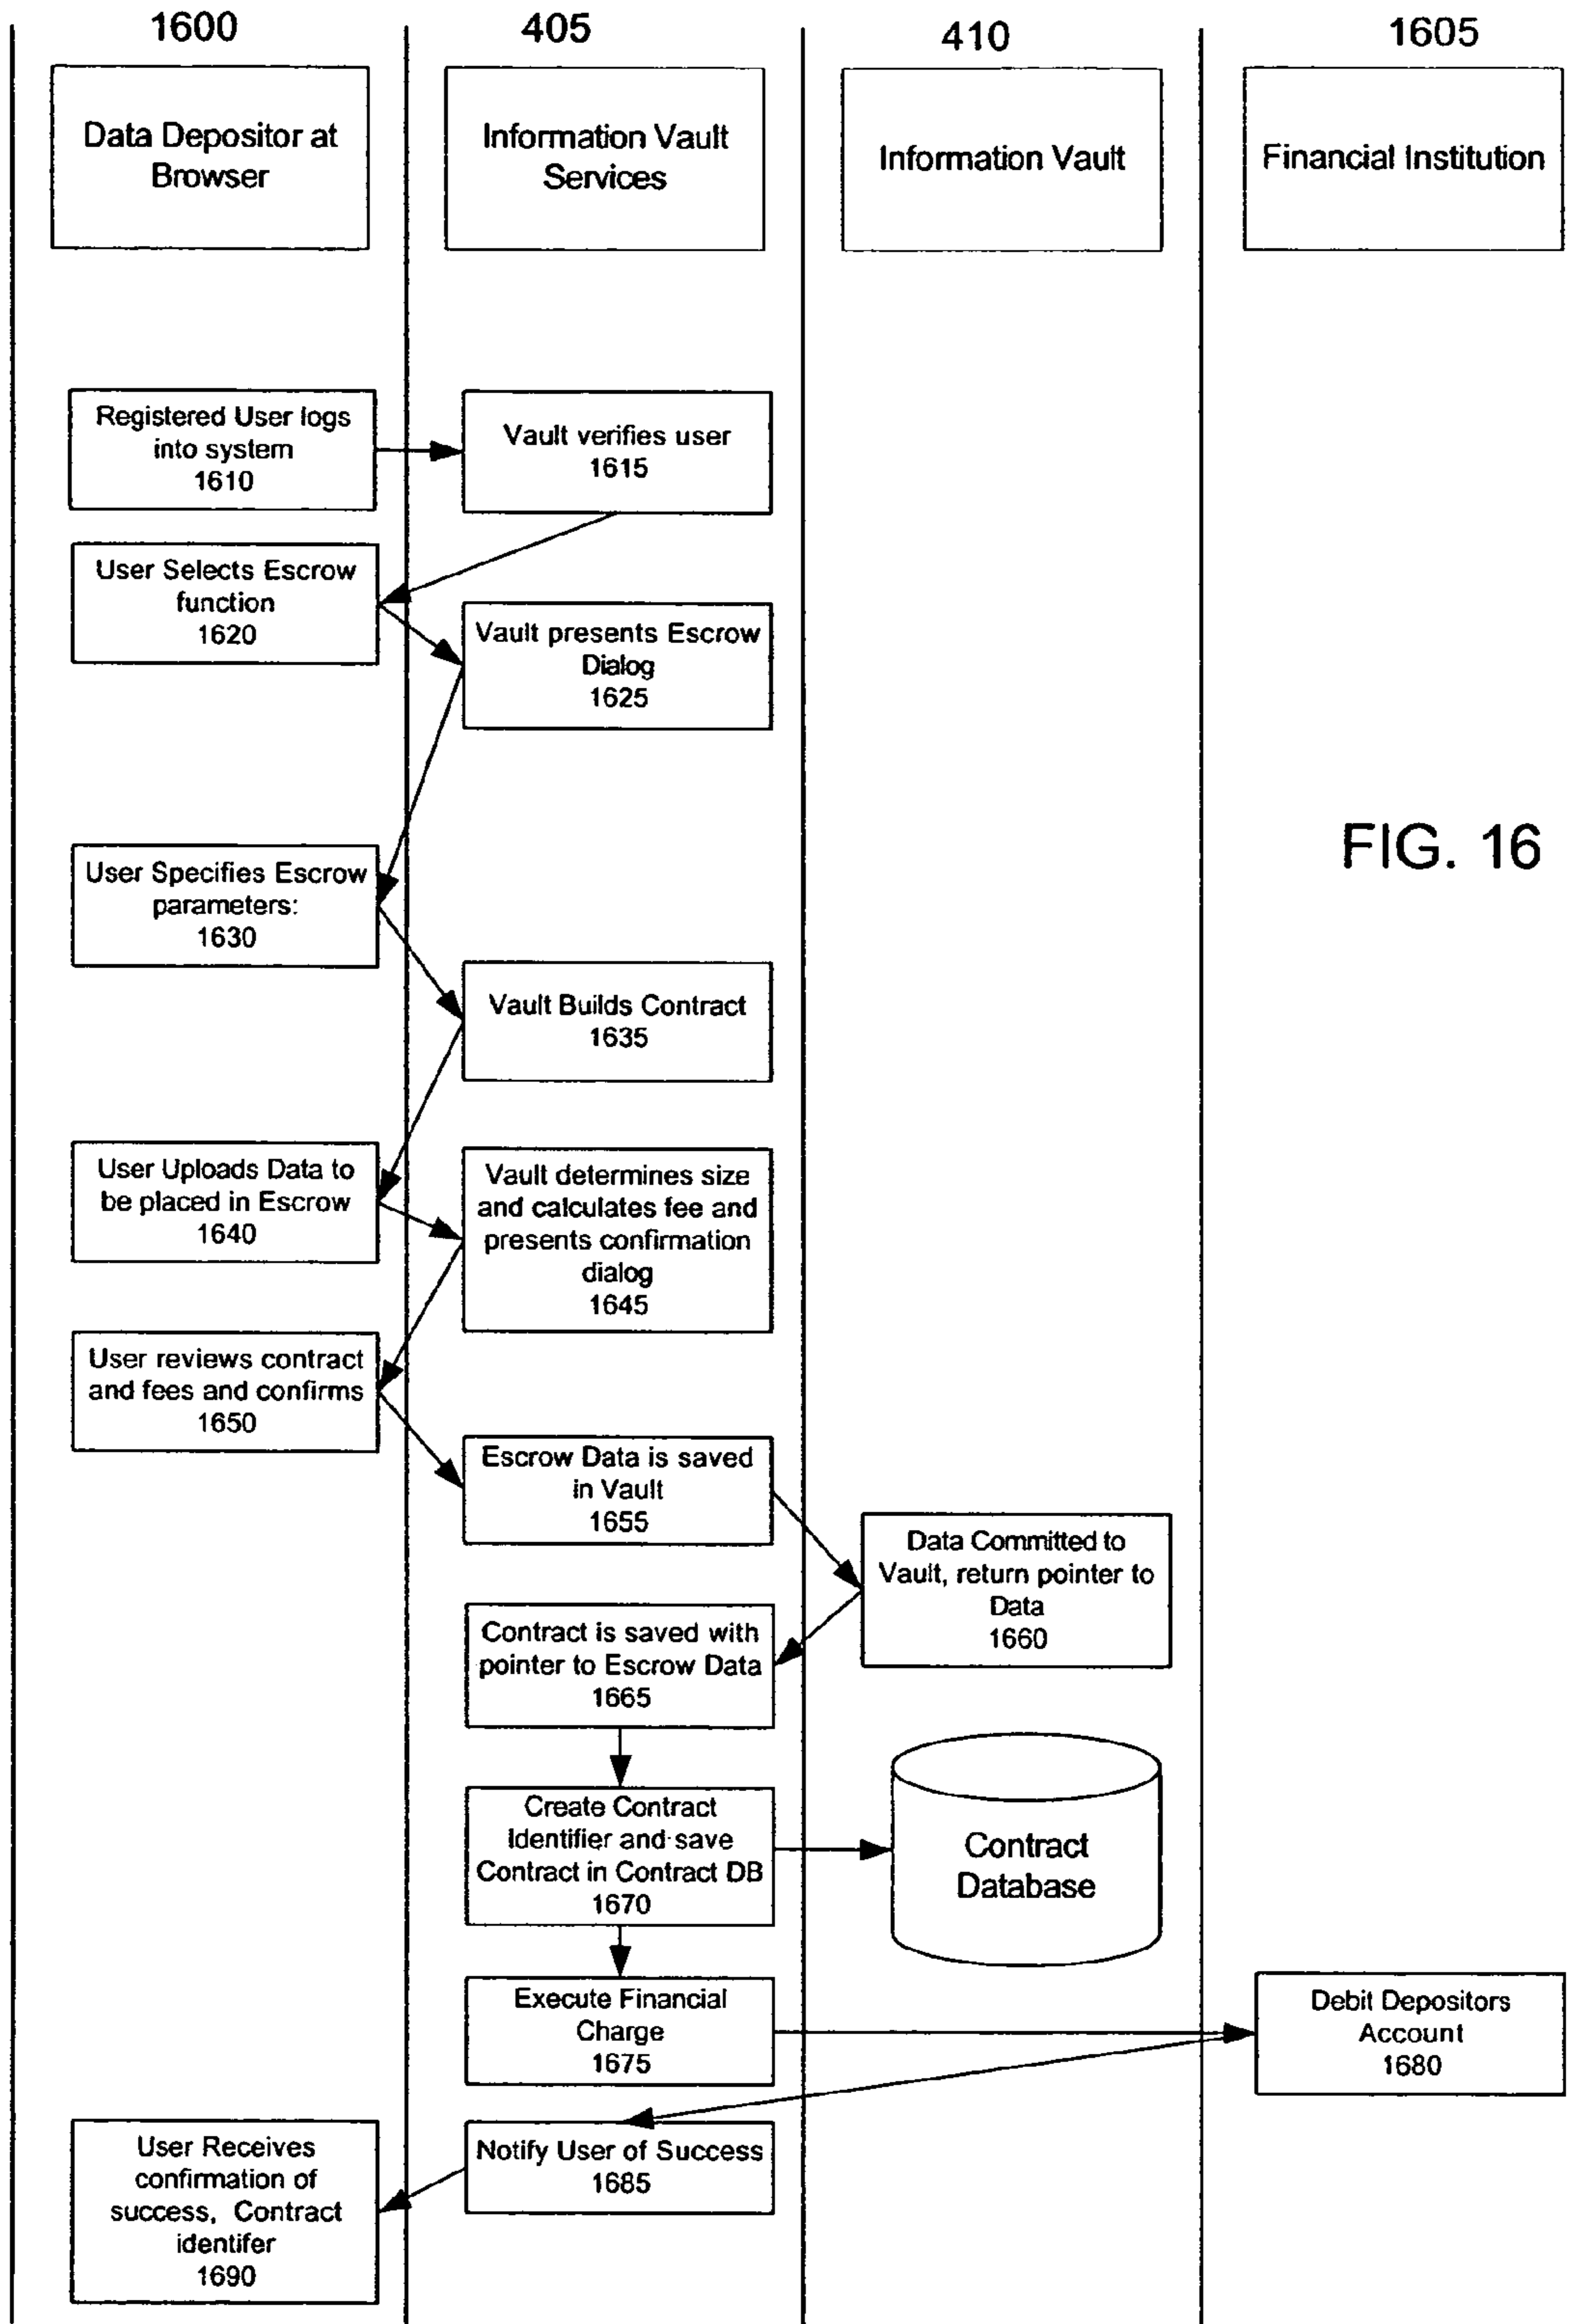 1600
405
410
1605
Data Depositor at
Browser
Information Vault
Services
Information Vault
Financial Institution
Registered User logs
into system
1610
Vault verifies user
1615
User Selects Escrow
function
1620
Vault presents Escrow
Dialog
1625
FIG. 16
User Specifies Escrow
parameters:
1630
Vault Builds Contract
1635
User Uploads Data to
be placed in Escrow
1640
Vault determines size
and calculates fee and
presents confirmation
dialog
1645
User reviews contract
and fees and confirms
1650
Escrow Data is saved
in Vault
1655
Data Committed to
Vault, return pointer to
Data
1660
Contract is saved with
pointer to Escrow Data
1665
Create Contract
Identifier and save
Contract in Contract DB
1670
Contract
Database
Execute Financial
Charge
1675
Debit Depositors
Account
1680
Notify User of Success
1685
User Receives
confirmation of
success, Contract
identifer
1690